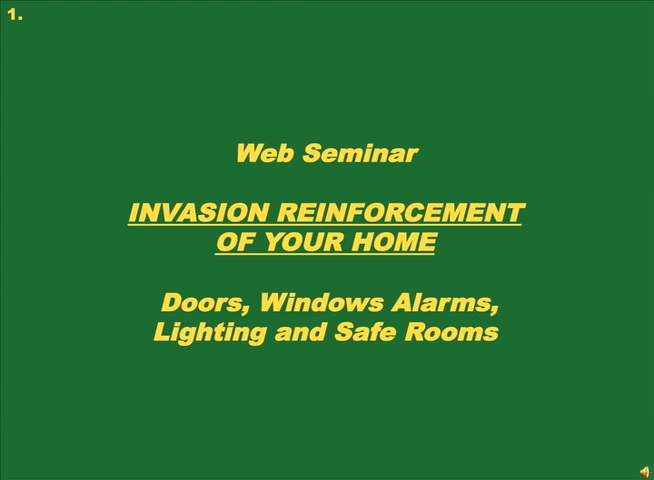 1.
Web Seminar
INVASION REINFORCEMENT
OF YOUR HOME
Doors, Windows Alarms,
Lighting and Safe Rooms